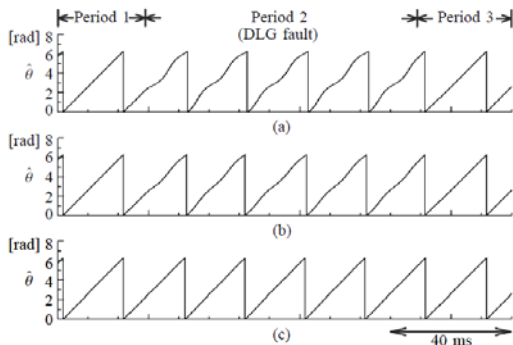 Period 1 Period 2 Period 3
(DLG fault)
[rad] 8
6
θ̂ 4
2
0
(a)
[rad] 8
6
θ̂ 4
2
0
(b)
[rad] 8
6
θ̂ 4
2
0
(c)
40 ms